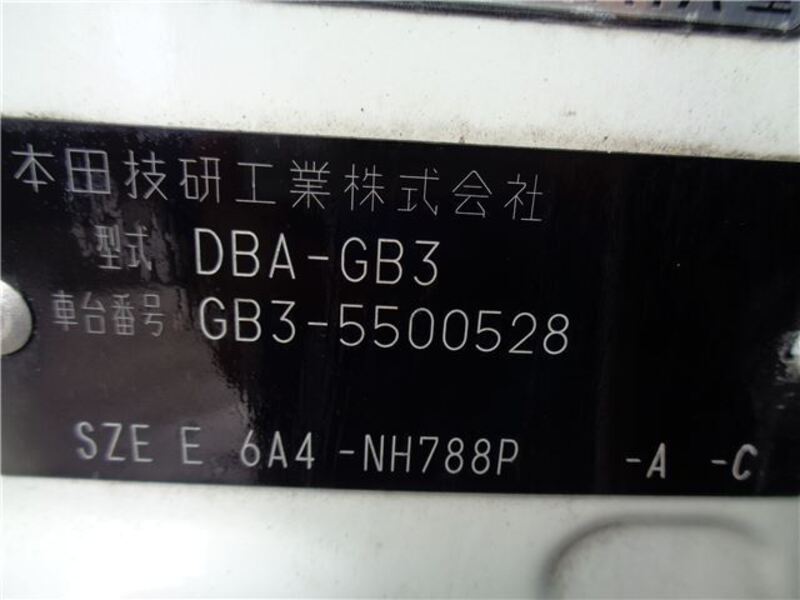 本田技研工業株式会社
型式 DBA-GB3
車台番号 GB3-5500528
SZE E 6A4 -NH788P -A -C